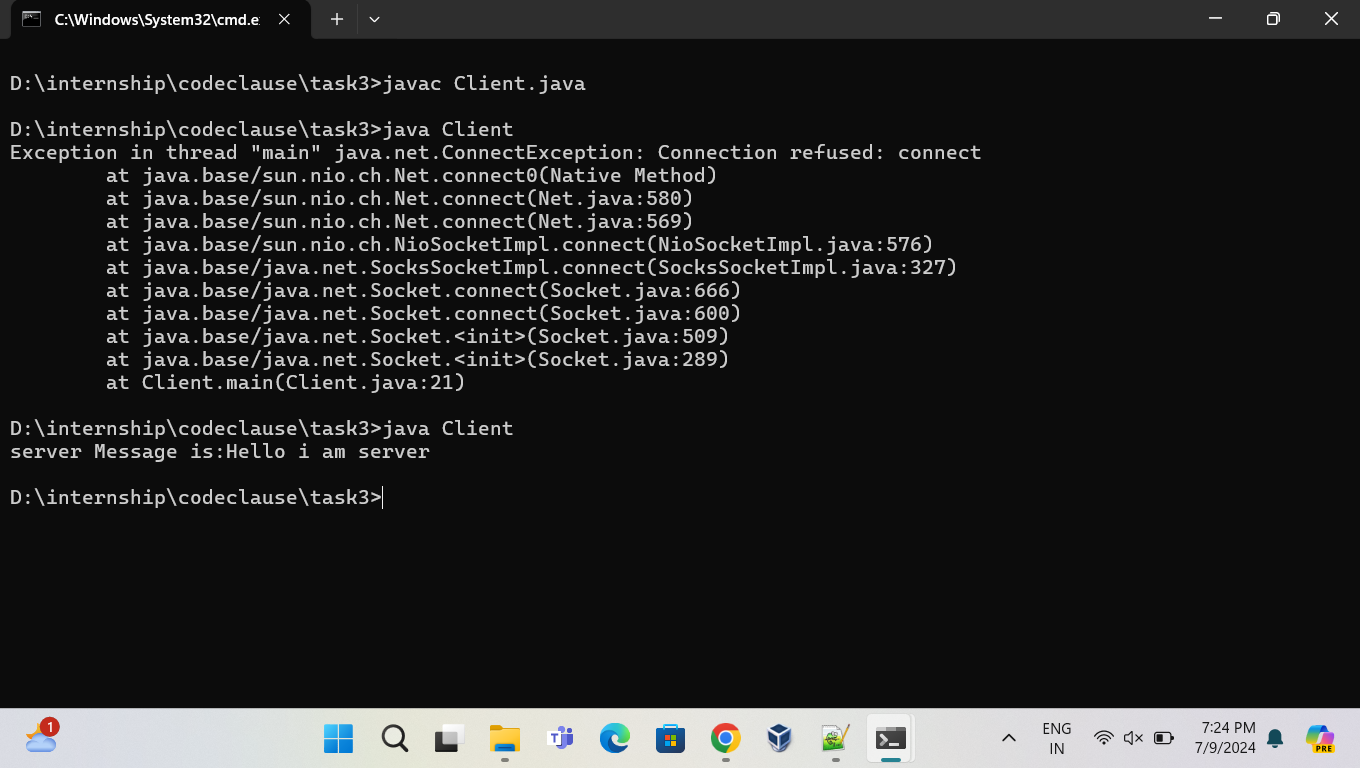 C:\Windows\System32\cmd.e
D:\internship\codeclause\task3>javac Client.java
D:\internship\codeclause\task3>java Client
Exception in thread "main" java.net.ConnectException: Connection refused: connect
at java.base/sun.nio.ch.Net.connect0(Native Method)
at java.base/sun.nio.ch.Net.connect(Net.java:580)
at java.base/sun.nio.ch.Net.connect(Net.java:569)
at java.base/sun.nio.ch.NioSocketImpl.connect(NioSocketImpl.java:576)
at java.base/java.net.SocksSocketImpl.connect(SocksSocketImpl.java:327)
at java.base/java.net.Socket.connect(Socket.java:666)
at java.base/java.net.Socket.connect(Socket.java:600)
at java.base/java.net.Socket.<init>(Socket.java:509)
at java.base/java.net.Socket.<init>(Socket.java:289)
at Client.main(Client.java:21)
D:\internship\codeclause\task3>java Client
server Message is:Hello i am server
D:\internship\codeclause\task3>
1
ENG
IN
7:24 PM
7/9/2024
PRE